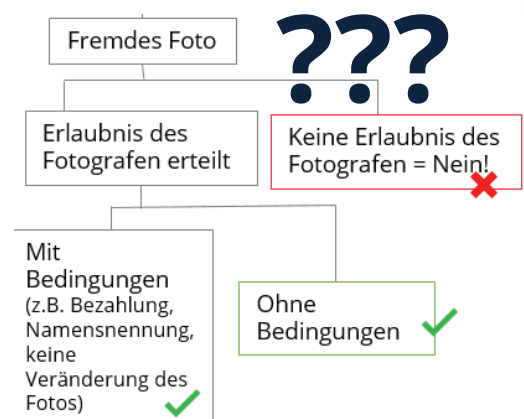 Fremdes Foto
???
Erlaubnis des
Fotografen erteilt
Keine Erlaubnis des
Fotografen = Nein!
Mit
Bedingungen
(z.B. Bezahlung,
Namensnennung,
keine
Veränderung des
Fotos)
Ohne
Bedingungen